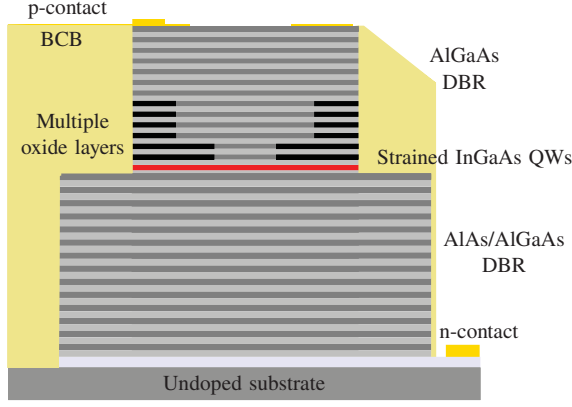 p-contact
BCB
AlGaAs
DBR
Multiple
oxide layers
Strained InGaAs QWs
AlAs/AlGaAs
DBR
n-contact
Undoped substrate